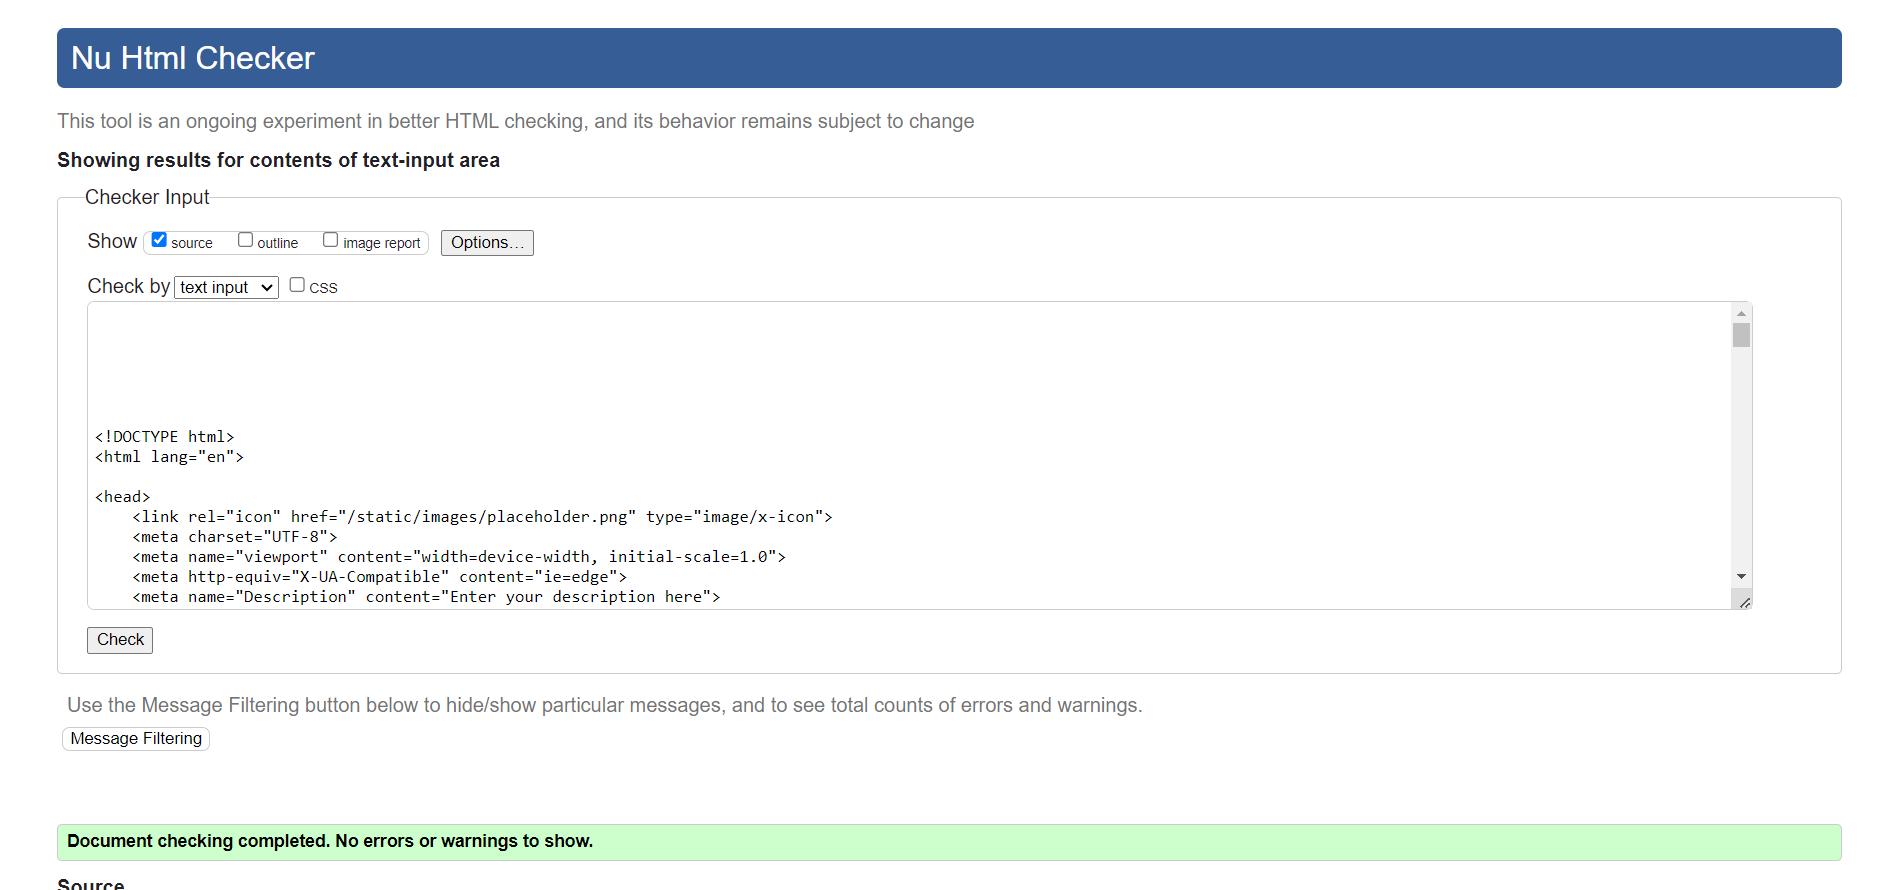 Nu Html Checker
This tool is an ongoing experiment in better HTML checking, and its behavior remains subject to change
Showing results for contents of text-input area
Checker Input
Show source outline image report Options...
Check by text input CSS
<!DOCTYPE html>
<html lang="en">
<head>
<link rel="icon" href="/static/images/placeholder.png" type="image/x-icon">
<meta charset="UTF-8">
<meta name="viewport" content="width=device-width, initial-scale=1.0">
<meta http-equiv="X-UA-Compatible" content="ie=edge">
<meta name="Description" content="Enter your description here">
Check
Use the Message Filtering button below to hide/show particular messages, and to see total counts of errors and warnings.
Message Filtering
Document checking completed. No errors or warnings to show.
Source